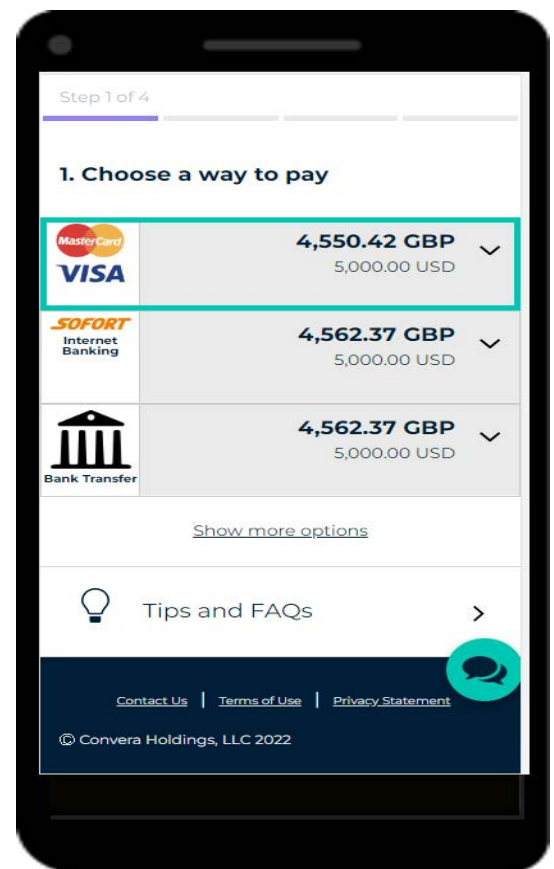 Step 1 of 4
1. Choose a way to pay
MasterCard
VISA
4,550.42 GBP
5,000.00 USD
SOFORT
Internet
Banking
4,562.37 GBP
5,000.00 USD
Bank Transfer
4,562.37 GBP
5,000.00 USD
Show more options
Tips and FAQs
Contact Us | Terms of Use | Privacy Statement
© Convera Holdings, LLC 2022